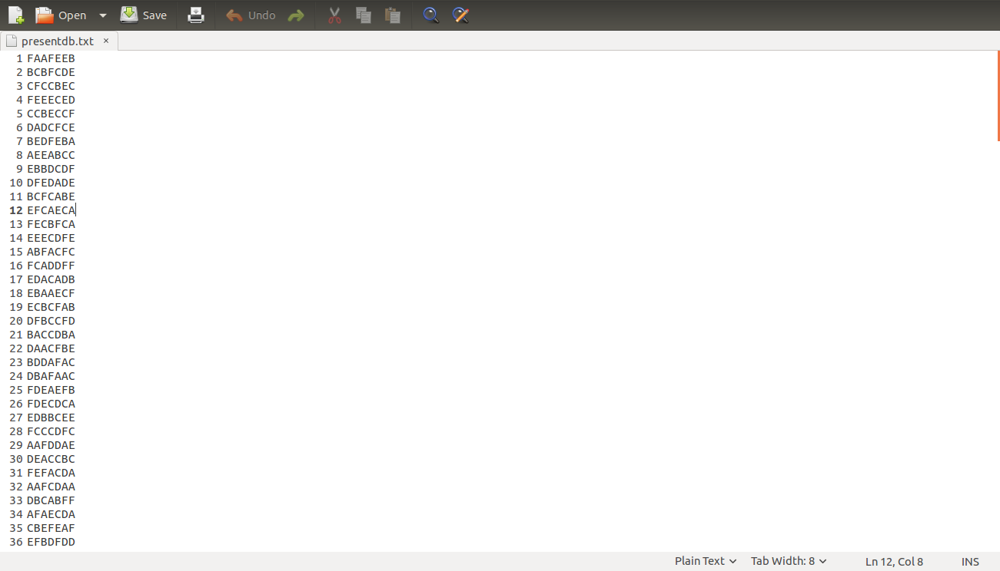 Open Save Undo
presentdb.txt ×
1 FAAFEEB
2 BCBFCDE
3 CFCCBEC
4 FEEECED
5 CCBECCF
6 DADCFCE
7 BEDFEBA
8 AEEABCC
9 EBBDCDF
10 DFEDADE
11 BCFCABE
12 EFCAECA
13 FECBFCA
14 EEECDFE
15 ABFACFC
16 FCADDFF
17 EDACADB
18 EBAAECF
19 ECBCFAB
20 DFBCCFD
21 BACCDBA
22 DAACFBE
23 BDDAFAC
24 DBAFAAC
25 FDEAEFB
26 FDECDCA
27 EDBBCEE
28 FCCCDFC
29 AAFDDAE
30 DEACCBC
31 FEFACDA
32 AAFCDAA
33 DBCABFF
34 AFAECDA
35 CBEFEAF
36 EFBDFDD
Plain Text Tab Width: 8 Ln 12, Col 8 INS